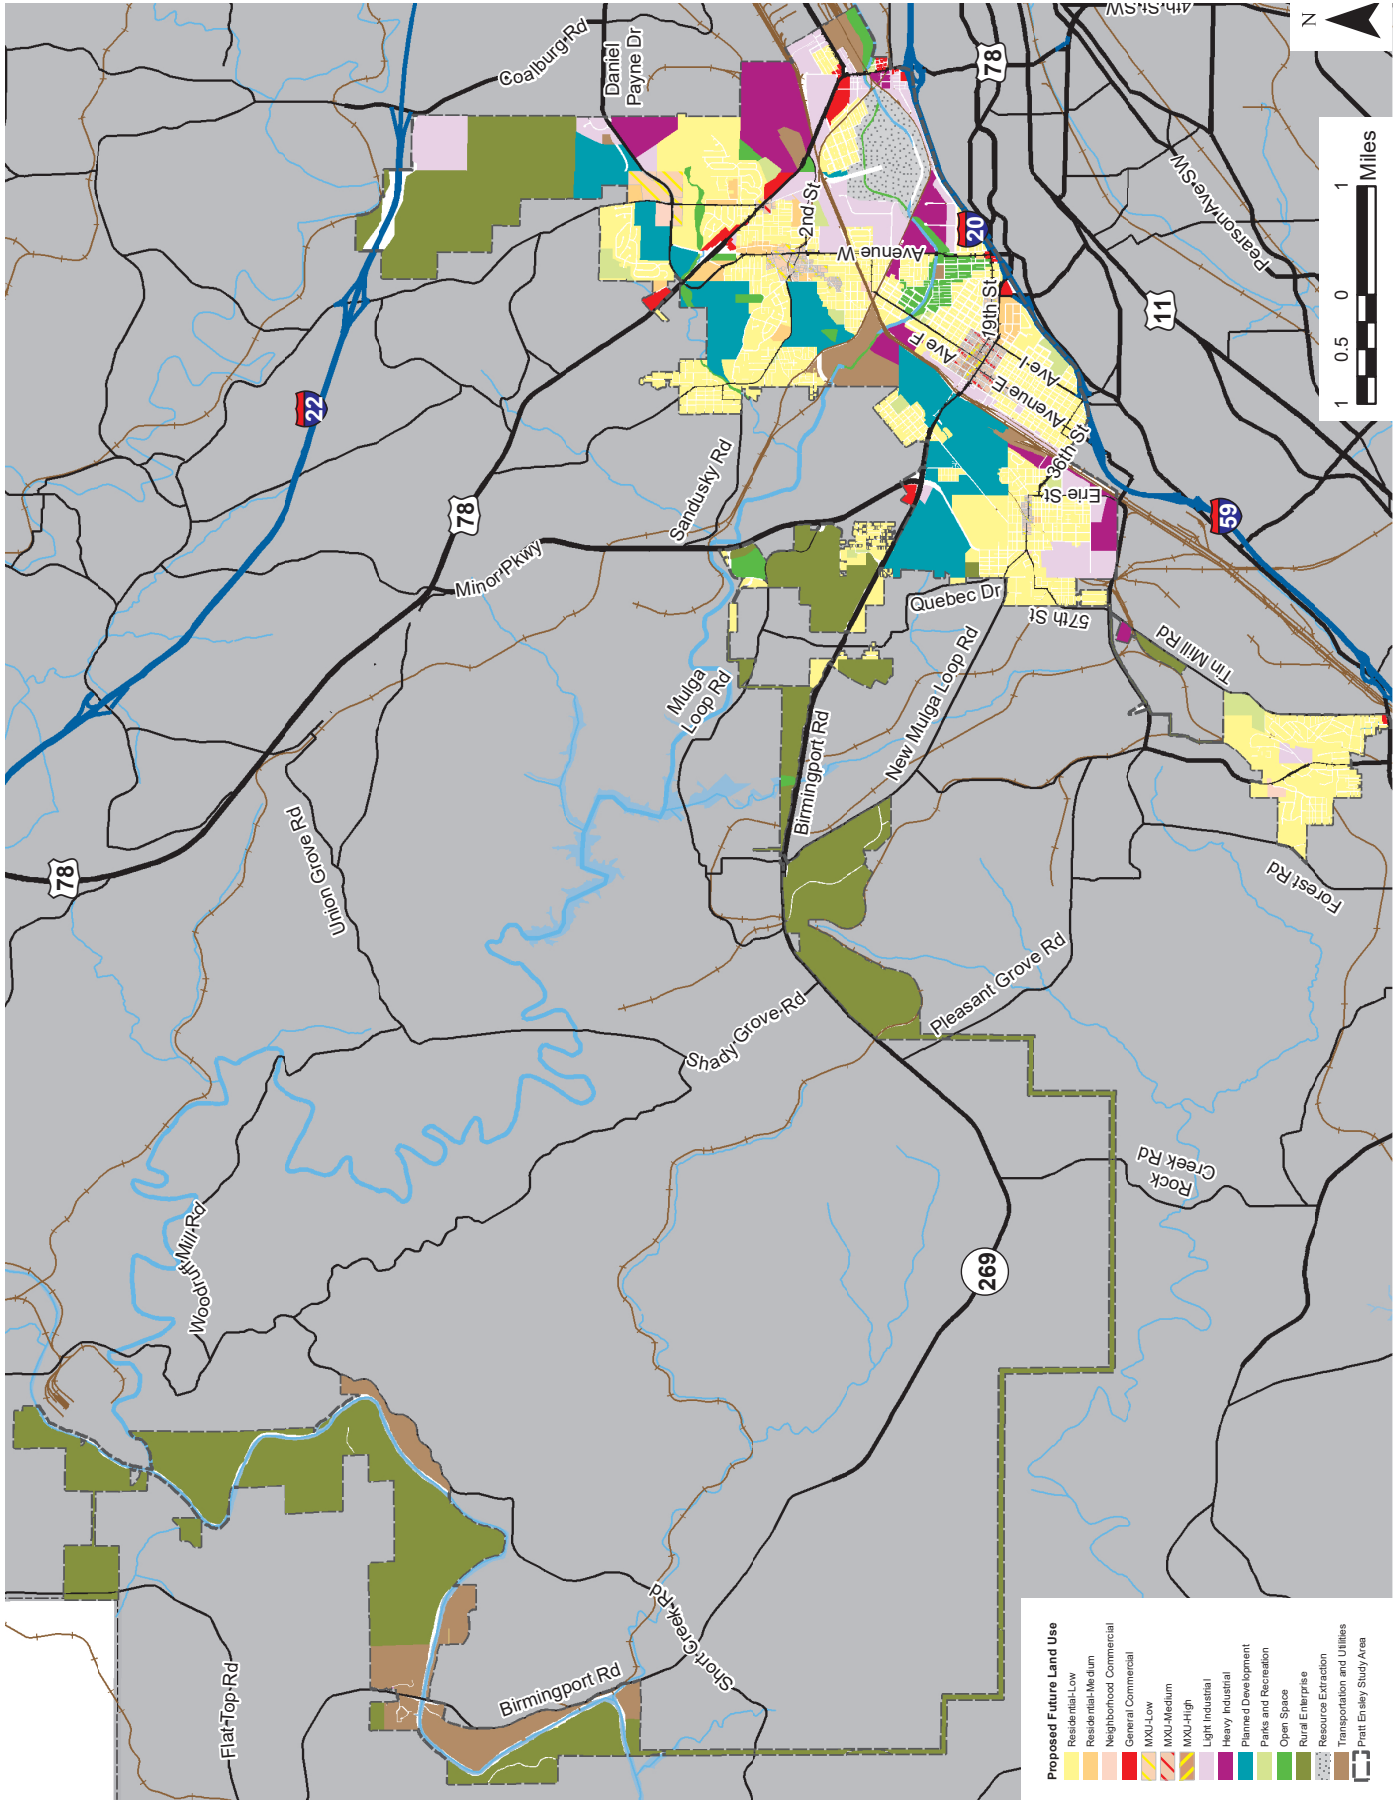 Coalburg Rd
Daniel
Payne Dr
4th St SW
N
78
22
78
Minor Pkwy
Sandusky Rd
2nd St
Avenue W
20
19th St
Ave F
Ave I
Avenue E
36th St
Erie St
11
Pearson Ave SW
1
0.5
0
1
Miles
59
Quebec Dr
57th St
Tin Mill Rd
Mulga
Loop Rd
New Mulga Loop Rd
Birmingport Rd
Forest Rd
78
Union Grove Rd
Shady Grove Rd
Pleasant Grove Rd
Rock
Creek Rd
Woodruff Mill Rd
269
Flat Top Rd
Birmingport Rd
Short Creek Rd
Proposed Future Land Use
Residential-Low
Residential-Medium
Neighborhood Commercial
General Commercial
MXU-Low
MXU-Medium
MXU-High
Light Industrial
Heavy Industrial
Planned Development
Parks and Recreation
Open Space
Rural Enterprise
Resource Extraction
Transportation and Utilities
Pratt Ensley Study Area